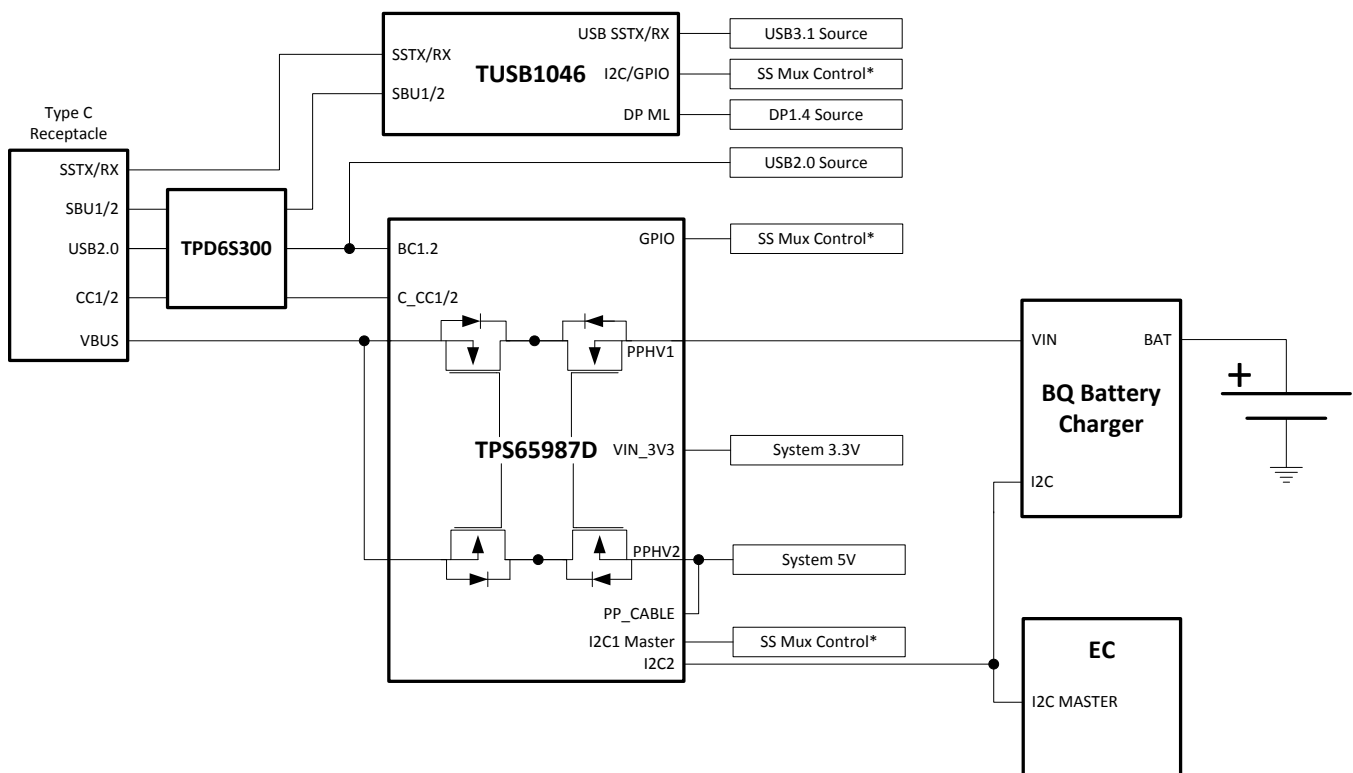 USB SSTX/RX
USB3.1 Source
SSTX/RX
TUSB1046
I2C/GPIO
SS Mux Control*
SBU1/2
DP ML
DP1.4 Source
Type C
Receptacle
SSTX/RX
USB2.0 Source
SBU1/2
TPD6S300
USB2.0
BC1.2
GPIO
SS Mux Control*
CC1/2
C_CC1/2
VBUS
PPHV1
VIN
BAT
+
BQ Battery
Charger
TPS65987D
VIN_3V3
System 3.3V
I2C
PPHV2
System 5V
PP_CABLE
I2C1 Master
SS Mux Control*
I2C2
EC
I2C MASTER